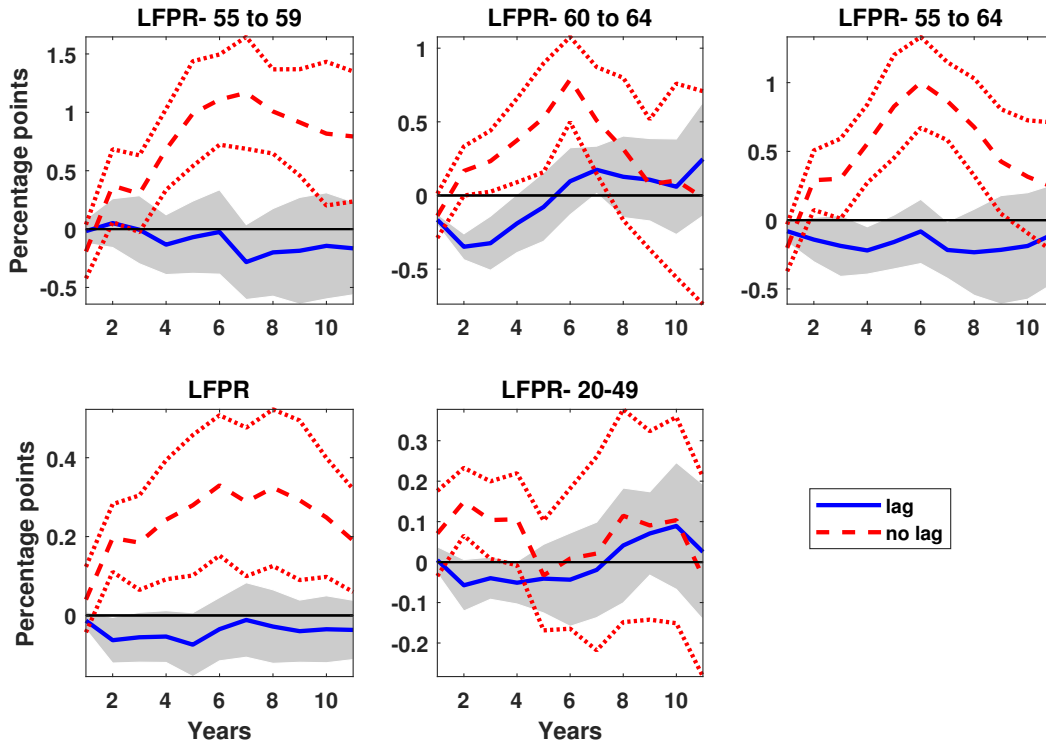 LFPR- 55 to 59
LFPR- 60 to 64
LFPR- 55 to 64
Percentage points
1.5
1
0.5
0
-0.5
2 4 6 8 10
1
0.5
0
-0.5
2 4 6 8 10
1
0.5
0
-0.5
2 4 6 8 10
LFPR
LFPR- 20-49
Percentage points
0.4
0.2
0
2 4 6 8 10
Years
0.3
0.2
0.1
0
-0.1
-0.2
2 4 6 8 10
Years
lag
no lag